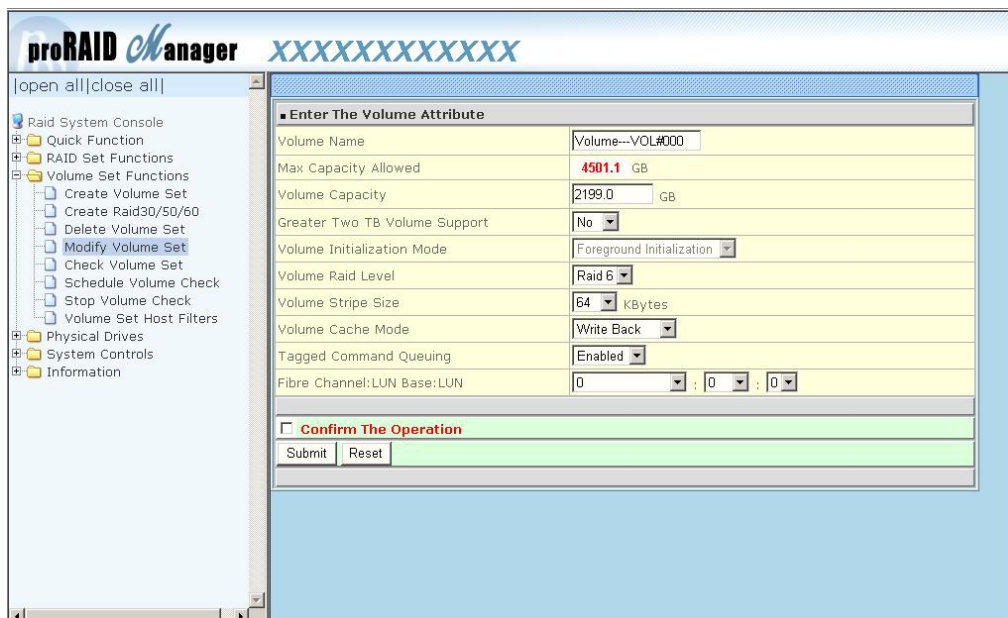 proRAID Manager XXXXXXXXXXXX
|open all|close all|
Raid System Console
Quick Function
RAID Set Functions
Volume Set Functions
Create Volume Set
Create Raid30/50/60
Delete Volume Set
Modify Volume Set
Check Volume Set
Schedule Volume Check
Stop Volume Check
Volume Set Host Filters
Physical Drives
System Controls
Information
Enter The Volume Attribute
Volume Name Volume---VOL#000
Max Capacity Allowed 4501.1 GB
Volume Capacity 2199.0 GB
Greater Two TB Volume Support No
Volume Initialization Mode Foreground Initialization
Volume Raid Level Raid 6
Volume Stripe Size 64 KBytes
Volume Cache Mode Write Back
Tagged Command Queuing Enabled
Fibre Channel:LUN Base:LUN 0 : 0 : 0
Confirm The Operation
Submit Reset